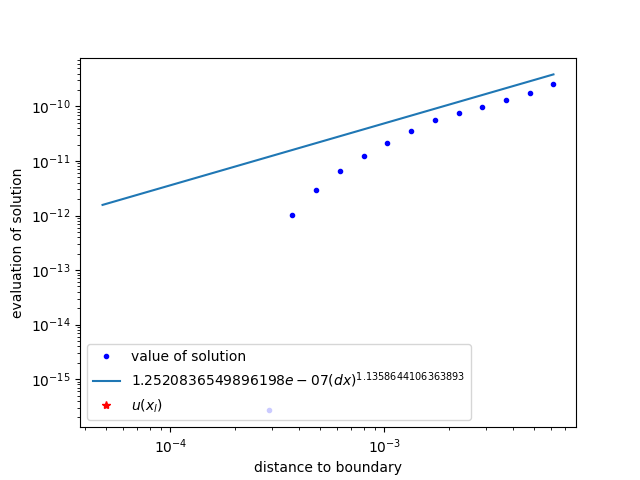 10⁻¹⁰
10⁻¹¹
10⁻¹²
10⁻¹³
10⁻¹⁴
10⁻¹⁵
evaluation of solution
value of solution
1.2520836549896198e − 07(dx)^1.1358644106363893
u(x_l)
10⁻⁴ 10⁻³
distance to boundary